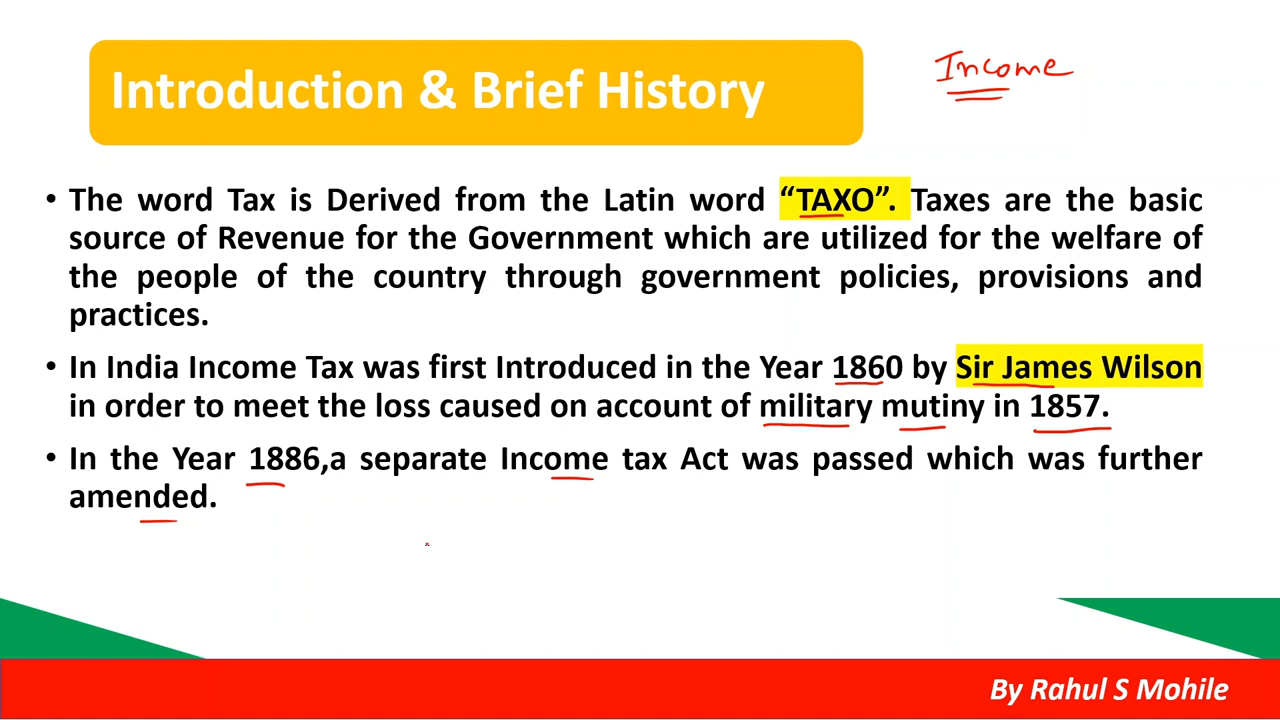 Introduction & Brief History
Income
• The word Tax is Derived from the Latin word “TAXO”. Taxes are the basic
source of Revenue for the Government which are utilized for the welfare of
the people of the country through government policies, provisions and
practices.
• In India Income Tax was first Introduced in the Year 1860 by Sir James Wilson
in order to meet the loss caused on account of military mutiny in 1857.
• In the Year 1886,a separate Income tax Act was passed which was further
amended.
By Rahul S Mohile